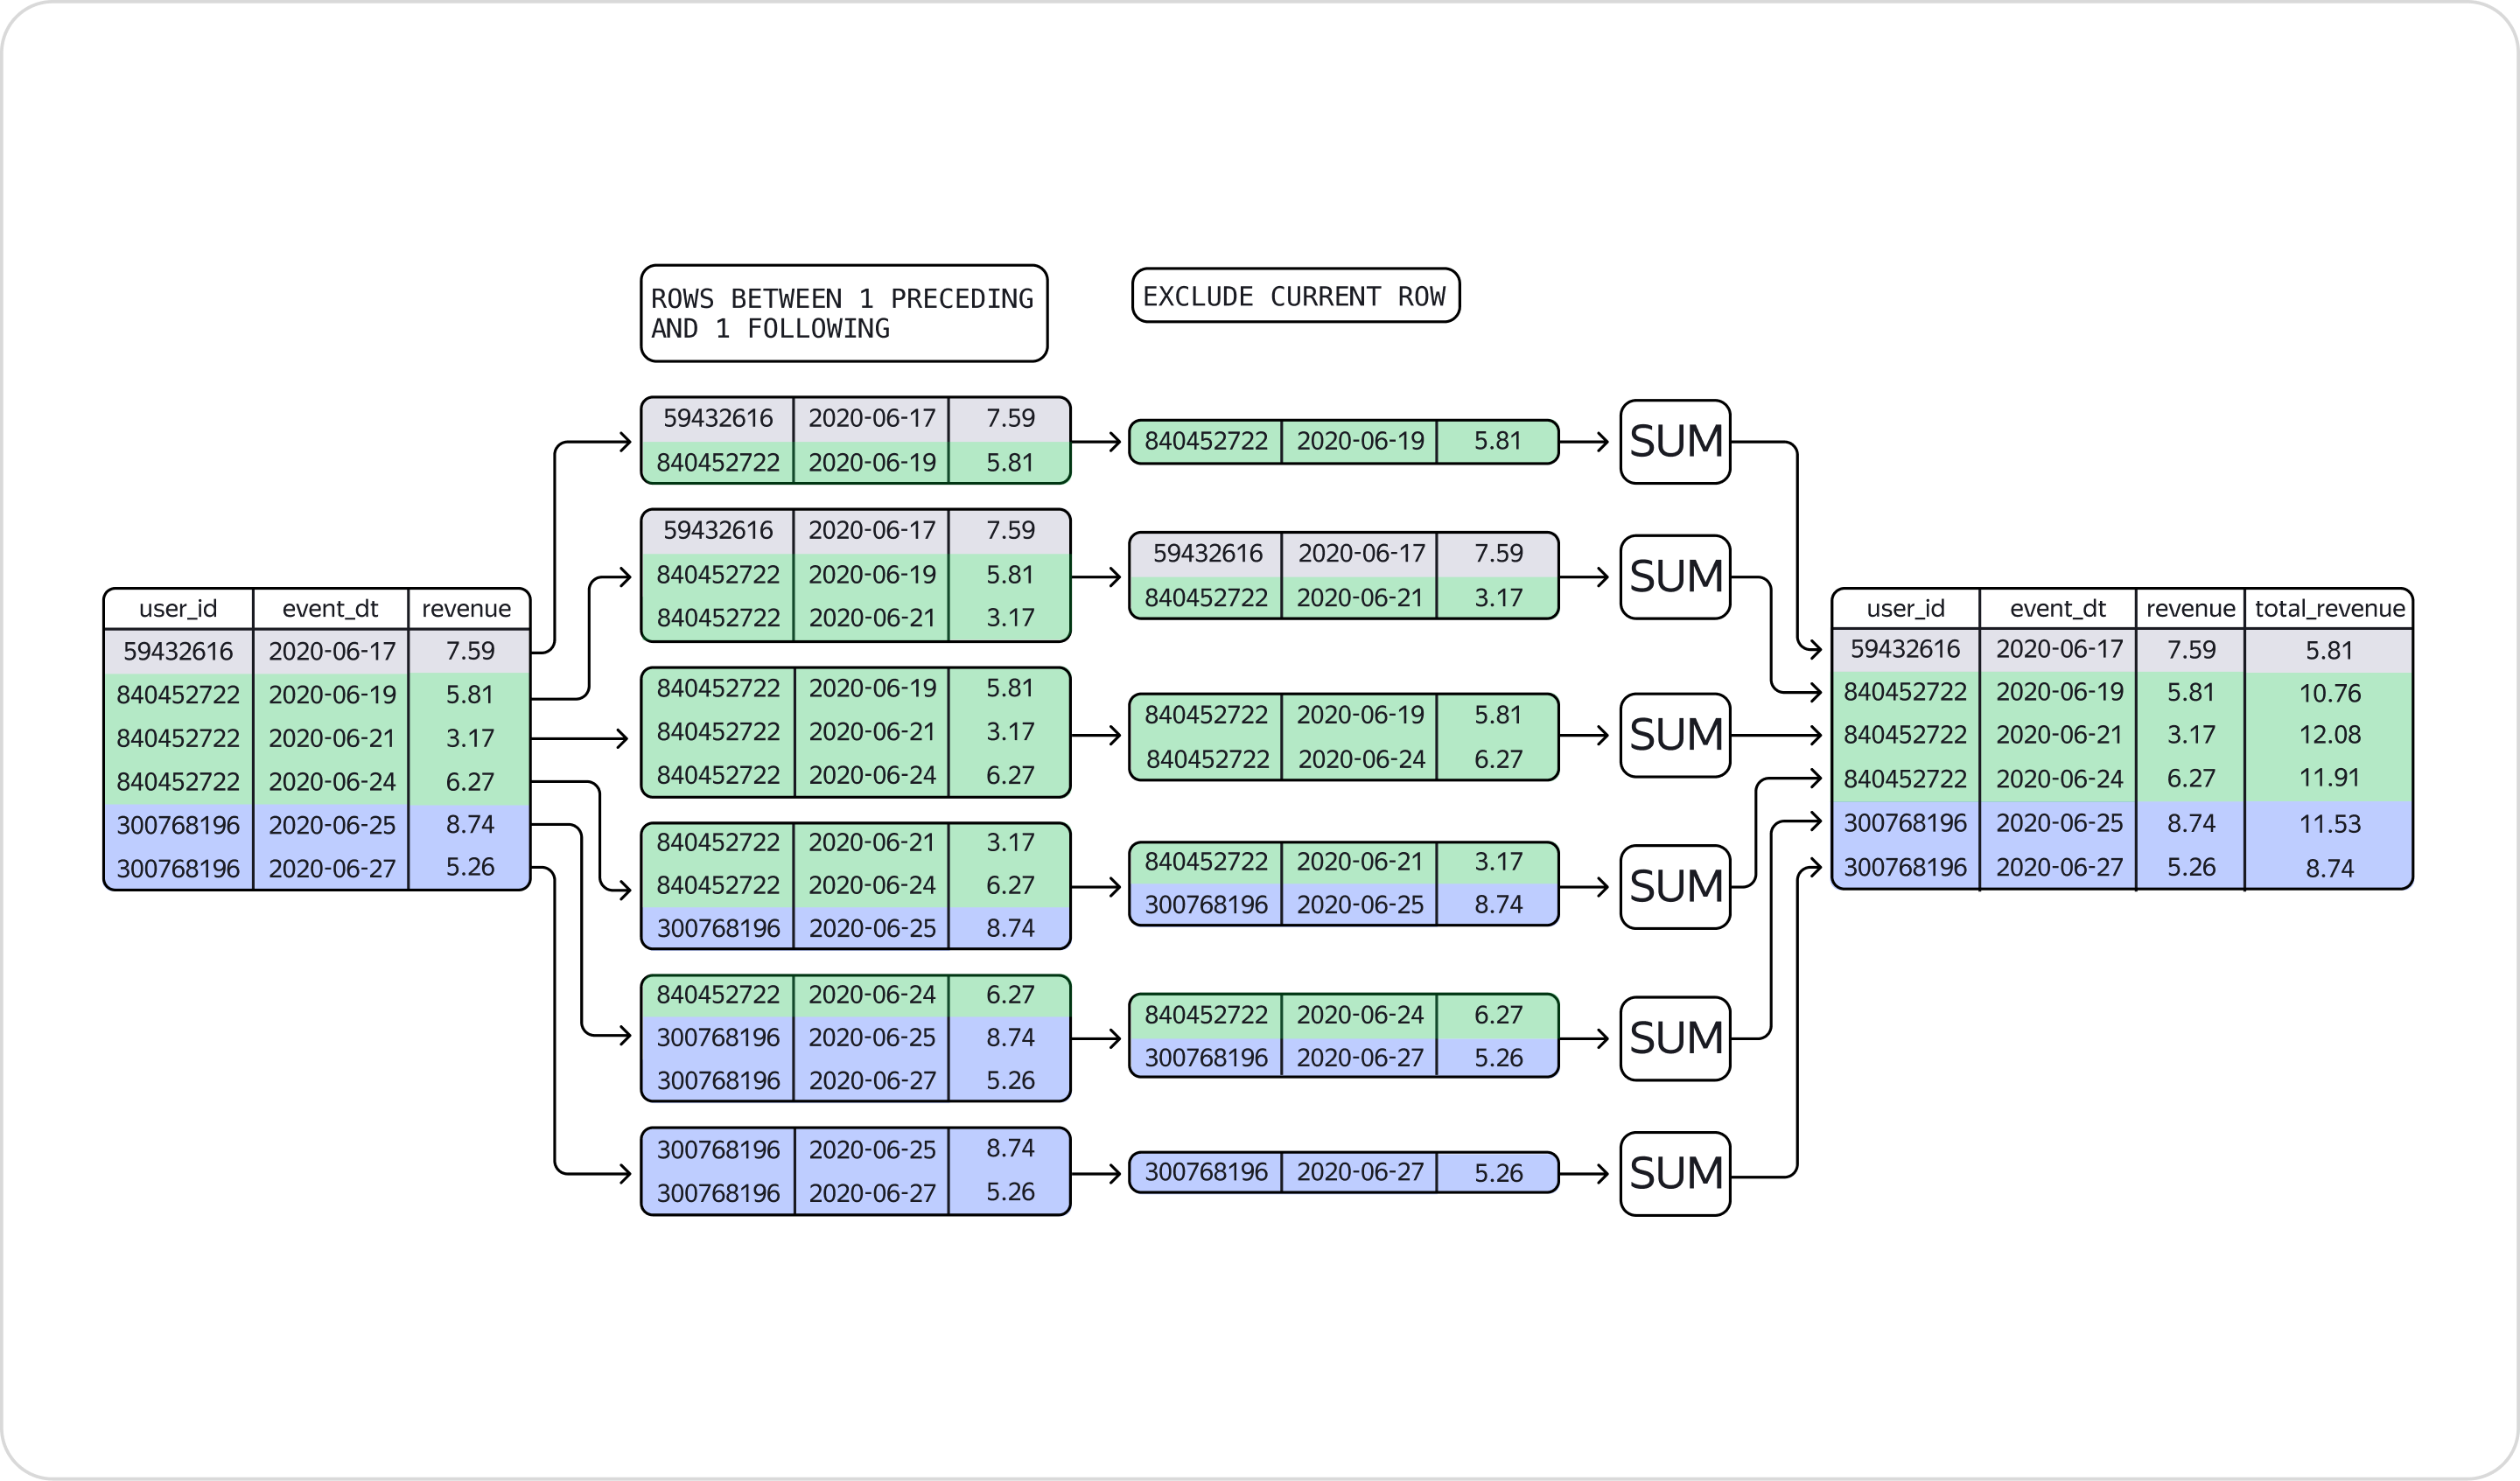 ROWS BETWEEN 1 PRECEDING
AND 1 FOLLOWING
EXCLUDE CURRENT ROW
user_id event_dt revenue
59432616 2020-06-17 7.59
840452722 2020-06-19 5.81
840452722 2020-06-21 3.17
840452722 2020-06-24 6.27
300768196 2020-06-25 8.74
300768196 2020-06-27 5.26
59432616 2020-06-17 7.59
840452722 2020-06-19 5.81
59432616 2020-06-17 7.59
840452722 2020-06-19 5.81
840452722 2020-06-21 3.17
840452722 2020-06-19 5.81
840452722 2020-06-21 3.17
840452722 2020-06-24 6.27
840452722 2020-06-21 3.17
840452722 2020-06-24 6.27
300768196 2020-06-25 8.74
840452722 2020-06-24 6.27
300768196 2020-06-25 8.74
300768196 2020-06-27 5.26
300768196 2020-06-25 8.74
300768196 2020-06-27 5.26
840452722 2020-06-19 5.81
59432616 2020-06-17 7.59
840452722 2020-06-21 3.17
840452722 2020-06-19 5.81
840452722 2020-06-24 6.27
840452722 2020-06-21 3.17
300768196 2020-06-25 8.74
840452722 2020-06-24 6.27
300768196 2020-06-27 5.26
300768196 2020-06-27 5.26
SUM
SUM
SUM
SUM
SUM
SUM
user_id event_dt revenue total_revenue
59432616 2020-06-17 7.59 5.81
840452722 2020-06-19 5.81 10.76
840452722 2020-06-21 3.17 12.08
840452722 2020-06-24 6.27 11.91
300768196 2020-06-25 8.74 11.53
300768196 2020-06-27 5.26 8.74